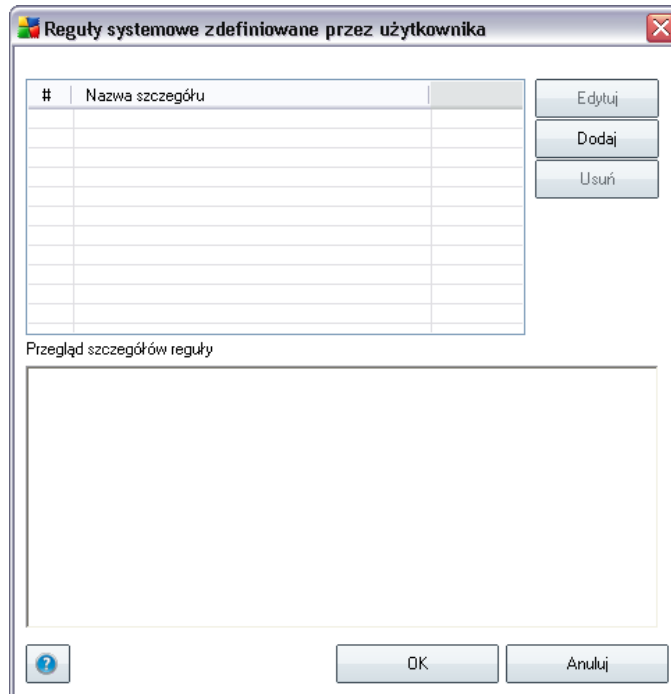 Reguły systemowe zdefiniowane przez użytkownika
# Nazwa szczegółu
Edytuj
Dodaj
Usuń
Przegląd szczegółów reguły
?
OK
Anuluj